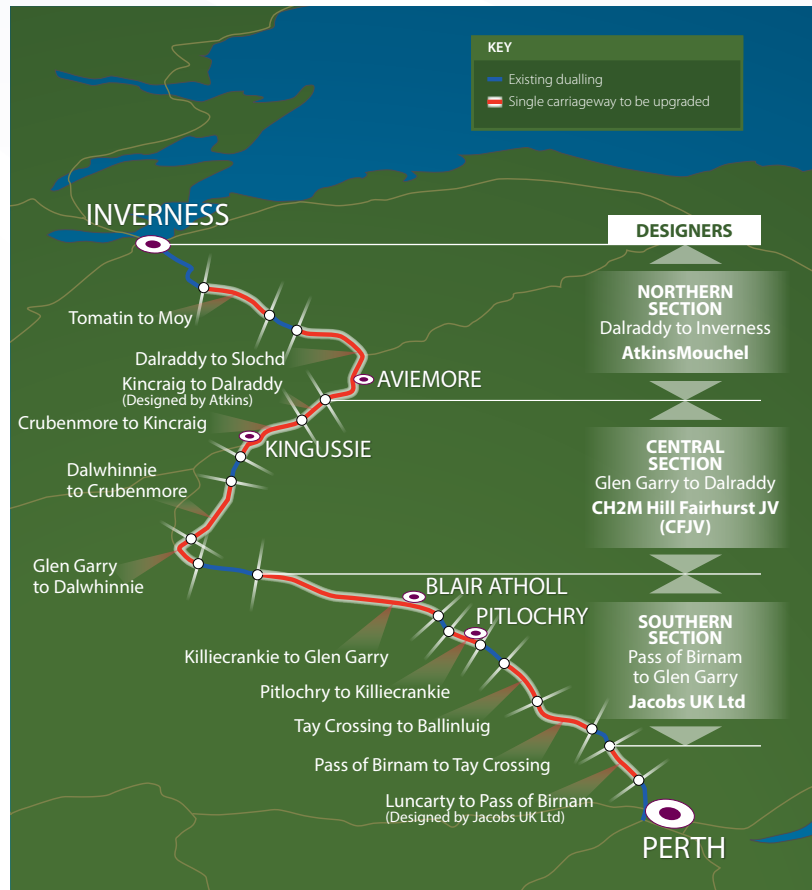 KEY
Existing dualling
Single carriageway to be upgraded
INVERNESS
DESIGNERS
NORTHERN
SECTION
Dalraddy to Inverness
AtkinsMouchel
Tomatin to Moy
Dalraddy to Slochd
Kincraig to Dalraddy
(Designed by Atkins)
AVIEMORE
Crubenmore to Kincraig
KINGUSSIE
CENTRAL
SECTION
Glen Garry to Dalraddy
CH2M Hill Fairhurst JV
(CFJV)
Dalwhinnie
to Crubenmore
Glen Garry
to Dalwhinnie
BLAIR ATHOLL
PITLOCHRY
SOUTHERN
SECTION
Pass of Birnam
to Glen Garry
Jacobs UK Ltd
Killiecrankie to Glen Garry
Pitlochry to Killiecrankie
Tay Crossing to Ballinluig
Pass of Birnam to Tay Crossing
Luncarty to Pass of Birnam
(Designed by Jacobs UK Ltd)
PERTH